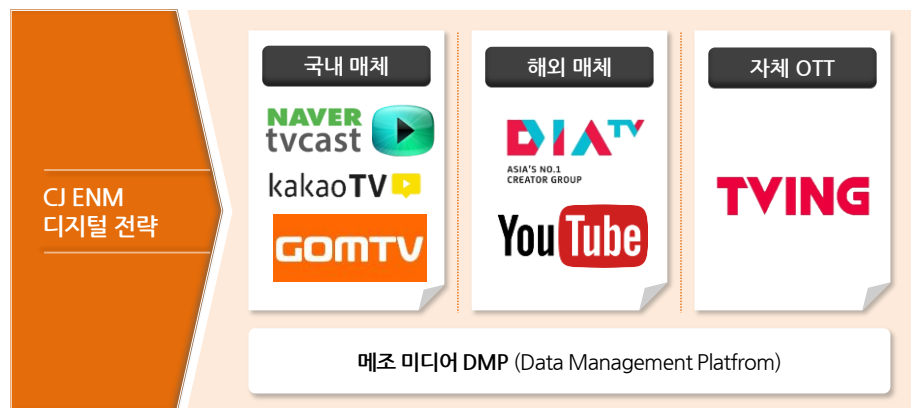 CJ ENM
디지털 전략
국내 매체
NAVER
tvcast
kakaoTV
GOMTV
해외 매체
DIA TV
ASIA'S NO.1
CREATOR GROUP
YouTube
자체 OTT
TVING
메조 미디어 DMP (Data Management Platfrom)